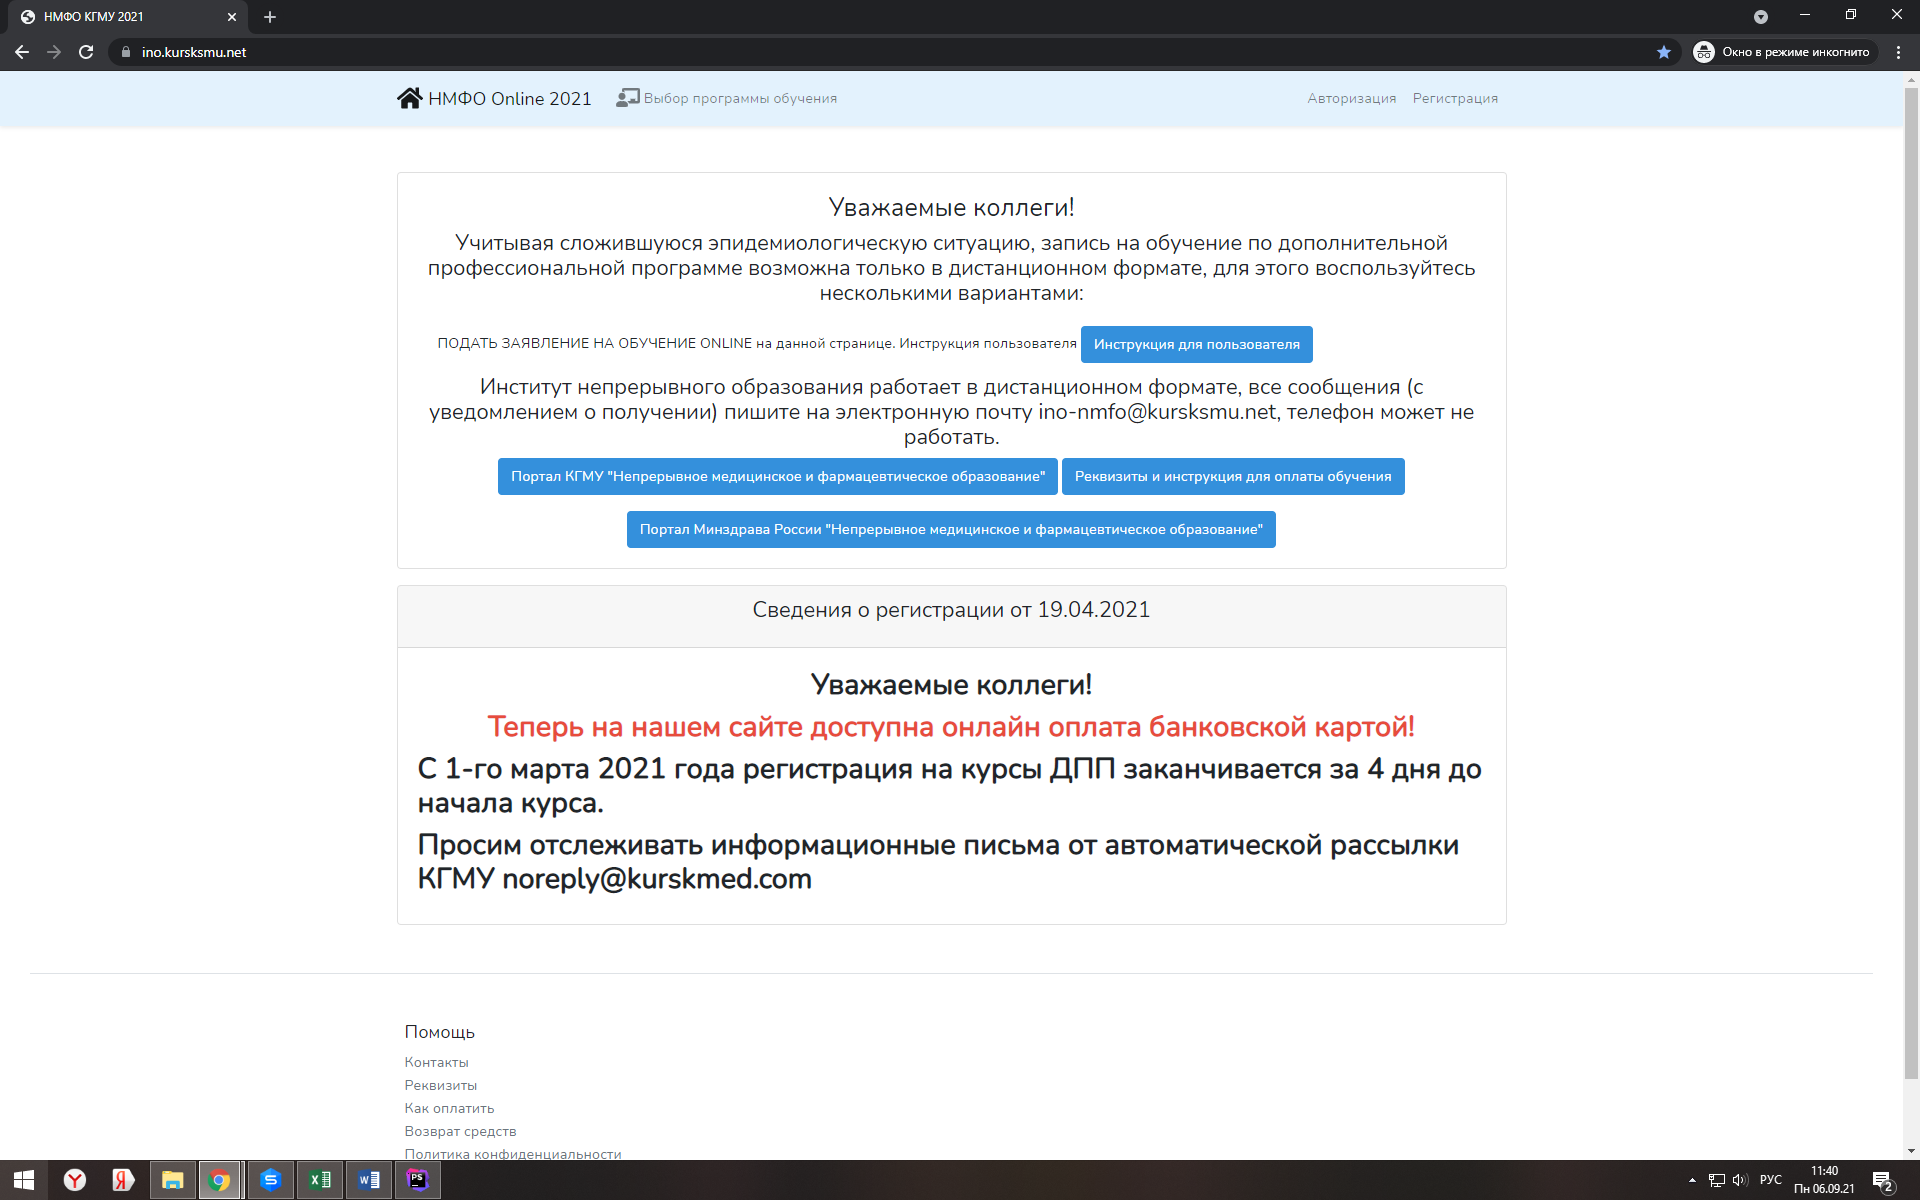 НМФО КГМУ 2021
ino.kursksmu.net
Окно в режиме инкогнито
НМФО Online 2021
Выбор программы обучения
Авторизация
Регистрация
Уважаемые коллеги!
Учитывая сложившуюся эпидемиологическую ситуацию, запись на обучение по дополнительной
профессиональной программе возможна только в дистанционном формате, для этого воспользуйтесь
несколькими вариантами:
ПОДАТЬ ЗАЯВЛЕНИЕ НА ОБУЧЕНИЕ ONLINE на данной странице. Инструкция пользователя
Инструкция для пользователя
Институт непрерывного образования работает в дистанционном формате, все сообщения (с
уведомлением о получении) пишите на электронную почту ino-nmfo@kursksmu.net, телефон может не
работать.
Портал КГМУ "Непрерывное медицинское и фармацевтическое образование"
Реквизиты и инструкция для оплаты обучения
Портал Минздрава России "Непрерывное медицинское и фармацевтическое образование"
Сведения о регистрации от 19.04.2021
Уважаемые коллеги!
Теперь на нашем сайте доступна онлайн оплата банковской картой!
С 1-го марта 2021 года регистрация на курсы ДПП заканчивается за 4 дня до
начала курса.
Просим отслеживать информационные письма от автоматической рассылки
КГМУ noreply@kurskmed.com
Помощь
Контакты
Реквизиты
Как оплатить
Возврат средств
Политика конфиденциальности
РУС
11:40
Пн 06.09.21
2